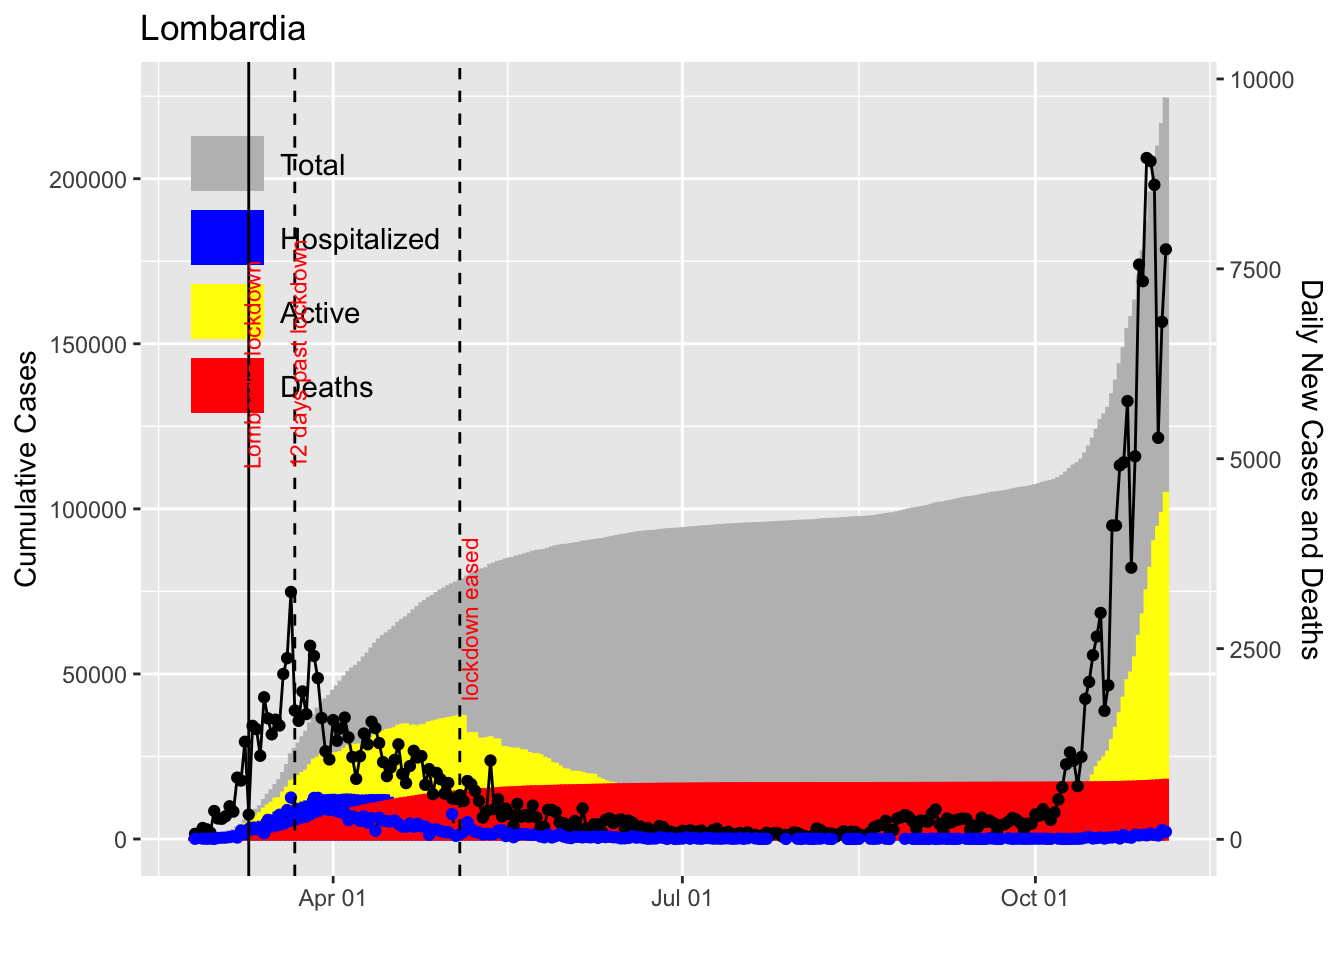 Lombardia
Cumulative Cases
200000
150000
100000
50000
0
10000
7500
5000
2500
0
Daily New Cases and Deaths
Total
Hospitalized
Active
Deaths
lockdown
12 days past lockdown
lockdown eased
Apr 01
Jul 01
Oct 01